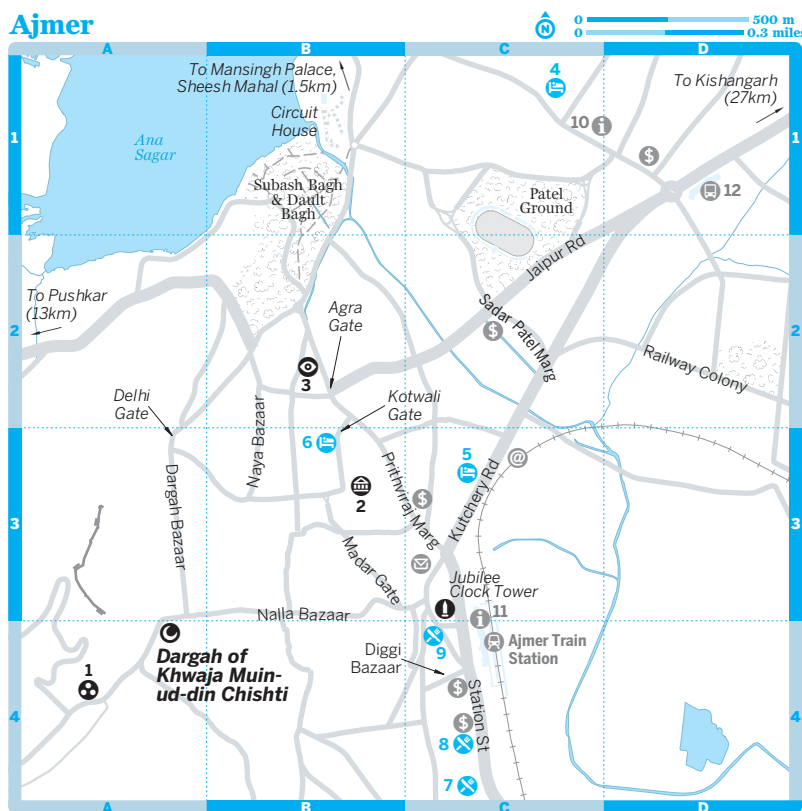 Ajmer
N
0 500 m
0 0.3 miles
A
B
C
D
To Mansingh Palace,
Sheesh Mahal (1.5km)
4
To Kishangarh
(27km)
Circuit
House
10
1
1
Ana
Sagar
12
Subash Bagh
& Dault
Bagh
Patel
Ground
Jaipur Rd
To Pushkar
(13km)
Agra
Gate
Sadar Patel Marg
2
2
Railway Colony
3
Delhi
Gate
Kotwali
Gate
Naya Bazaar
6
5
@
Prithviraj Marg
Kutchery Rd
Dargah Bazaar
2
3
3
Madar Gate
Jubilee
Clock Tower
Nalla Bazaar
11
9
Ajmer Train
Station
Diggi
Bazaar
Dargah of
Khwaja Muin-
ud-din Chishti
1
Station St
4
4
8
7
$
$
$
$
$
A
B
C
D